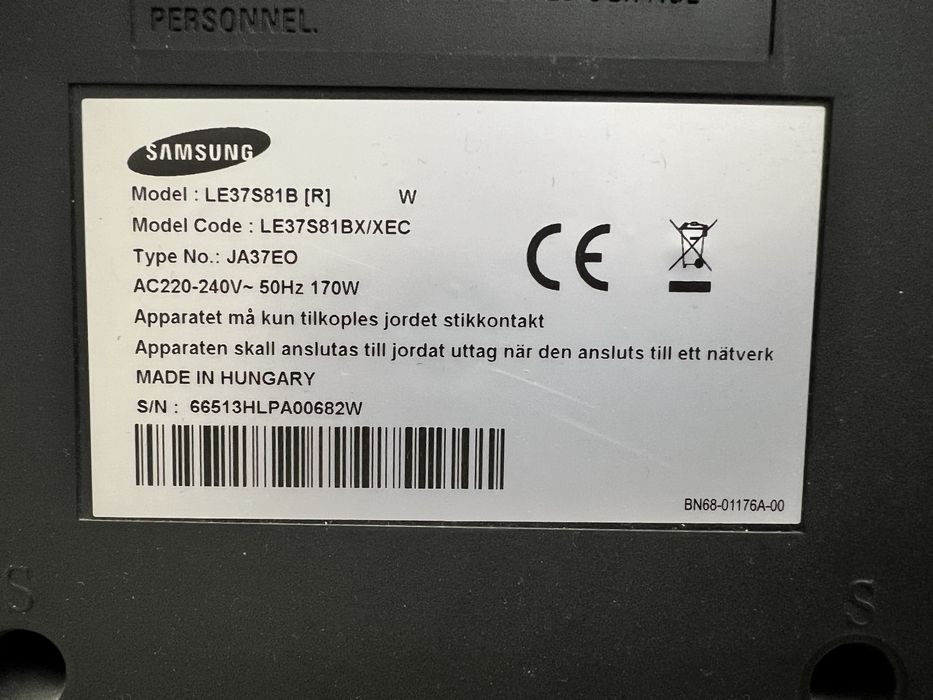 PERSONNEL.
SAMSUNG
Model : LE37S81B [R] W
Model Code : LE37S81BX/XEC
Type No.: JA37EO
AC220-240V~ 50Hz 170W
Apparatet må kun tilkoples jordet stikkontakt
Apparaten skall anslutas till jordat uttag när den ansluts till ett nätverk
MADE IN HUNGARY
S/N : 66513HLPA00682W
CE
BN68-01176A-00
S
S